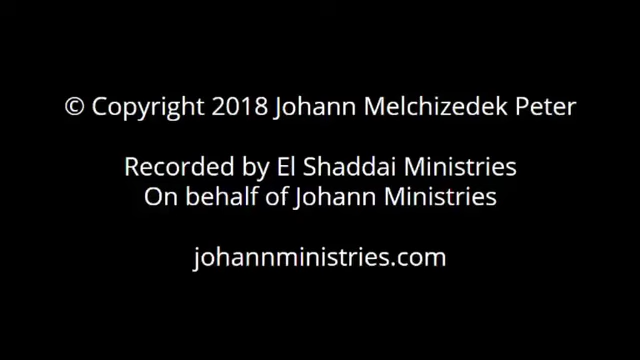 © Copyright 2018 Johann Melchizedek Peter
Recorded by El Shaddai Ministries
On behalf of Johann Ministries
johannministries.com